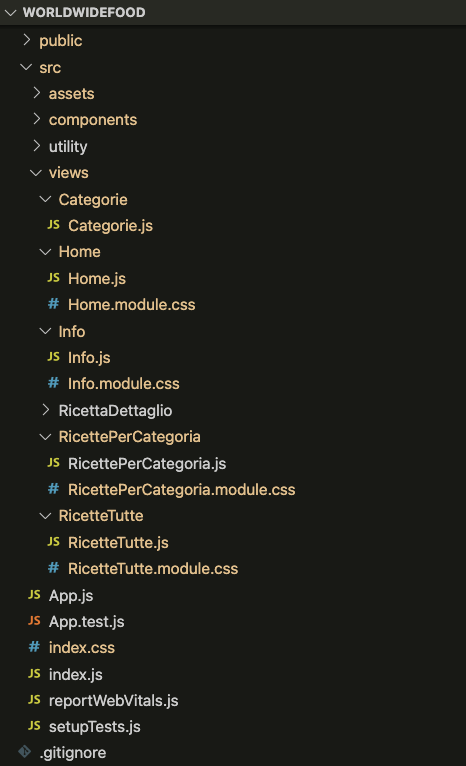 WORLDWIDEFOOD
public
src
assets
components
utility
views
Categorie
JS Categorie.js
Home
JS Home.js
# Home.module.css
Info
JS Info.js
# Info.module.css
RicettaDettaglio
RicettePerCategoria
JS RicettePerCategoria.js
# RicettePerCategoria.module.css
RicetteTutte
JS RicetteTutte.js
# RicetteTutte.module.css
JS App.js
JS App.test.js
# index.css
JS index.js
JS reportWebVitals.js
JS setupTests.js
.gitignore